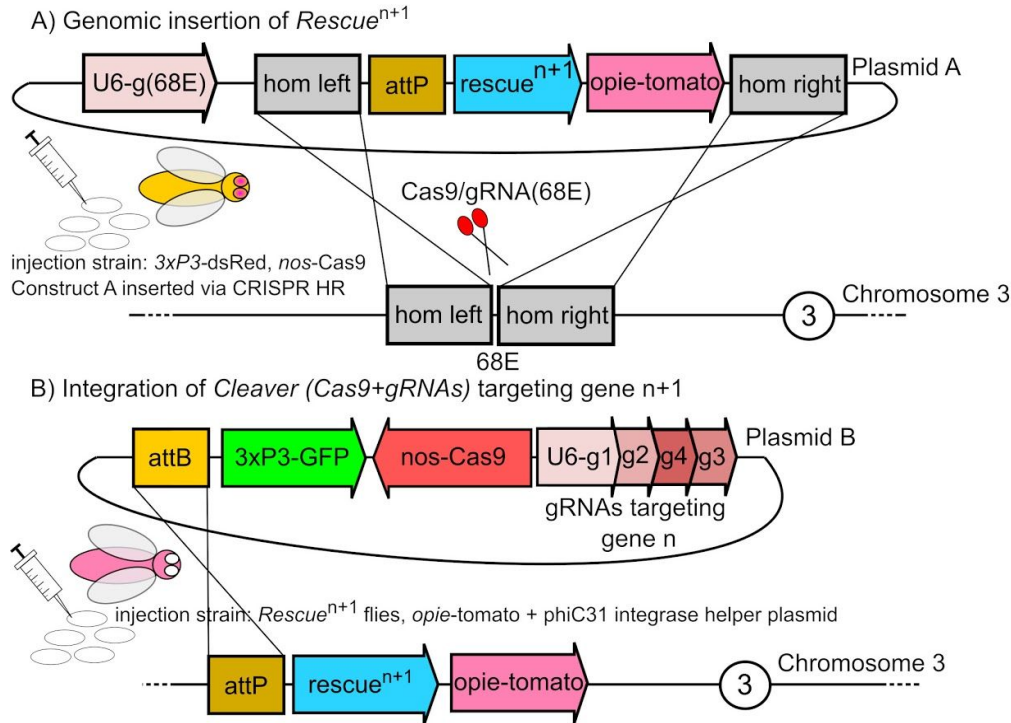 A) Genomic insertion of Rescueⁿ⁺¹
U6-g(68E)
hom left
attP
rescueⁿ⁺¹
opie-tomato
hom right
Plasmid A
Cas9/gRNA(68E)
injection strain: 3xP3-dsRed, nos-Cas9
Construct A inserted via CRISPR HR
hom left
hom right
3
Chromosome 3
68E
B) Integration of Cleaver (Cas9+gRNAs) targeting gene n+1
attB
3xP3-GFP
nos-Cas9
U6-g1
g2
g4
g3
Plasmid B
gRNAs targeting
gene n
injection strain: Rescueⁿ⁺¹ flies, opie-tomato + phiC31 integrase helper plasmid
attP
rescueⁿ⁺¹
opie-tomato
3
Chromosome 3